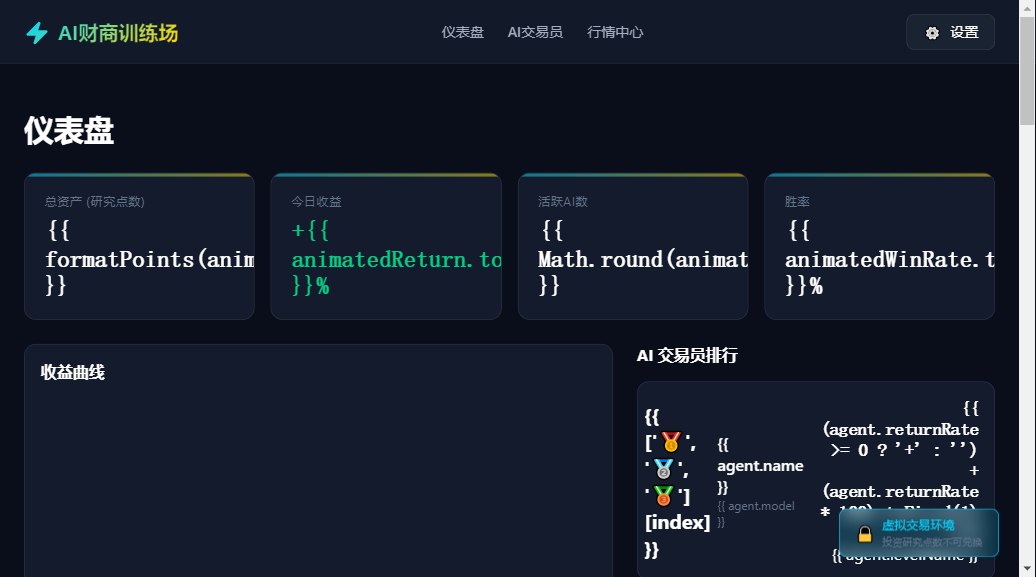 AI财商训练场
仪表盘 AI交易员 行情中心
设置
仪表盘
总资产 (研究点数)
{{
formatPoints(anim
}}
今日收益
+{{
animatedReturn.to
}}%
活跃AI数
{{
Math.round(animat
}}
胜率
{{
animatedWinRate.t
}}%
收益曲线
AI 交易员排行
{{
['🥇',
'🥈',
'🥉']
[index]
}}
{{
agent.name
}}
{{ agent.model
}}
{{
(agent.returnRate
>= 0 ? '+' : '')
+
(agent.returnRate
*
{{ agent.levelName }}
虚拟交易环境
投资研究点数不可兑换